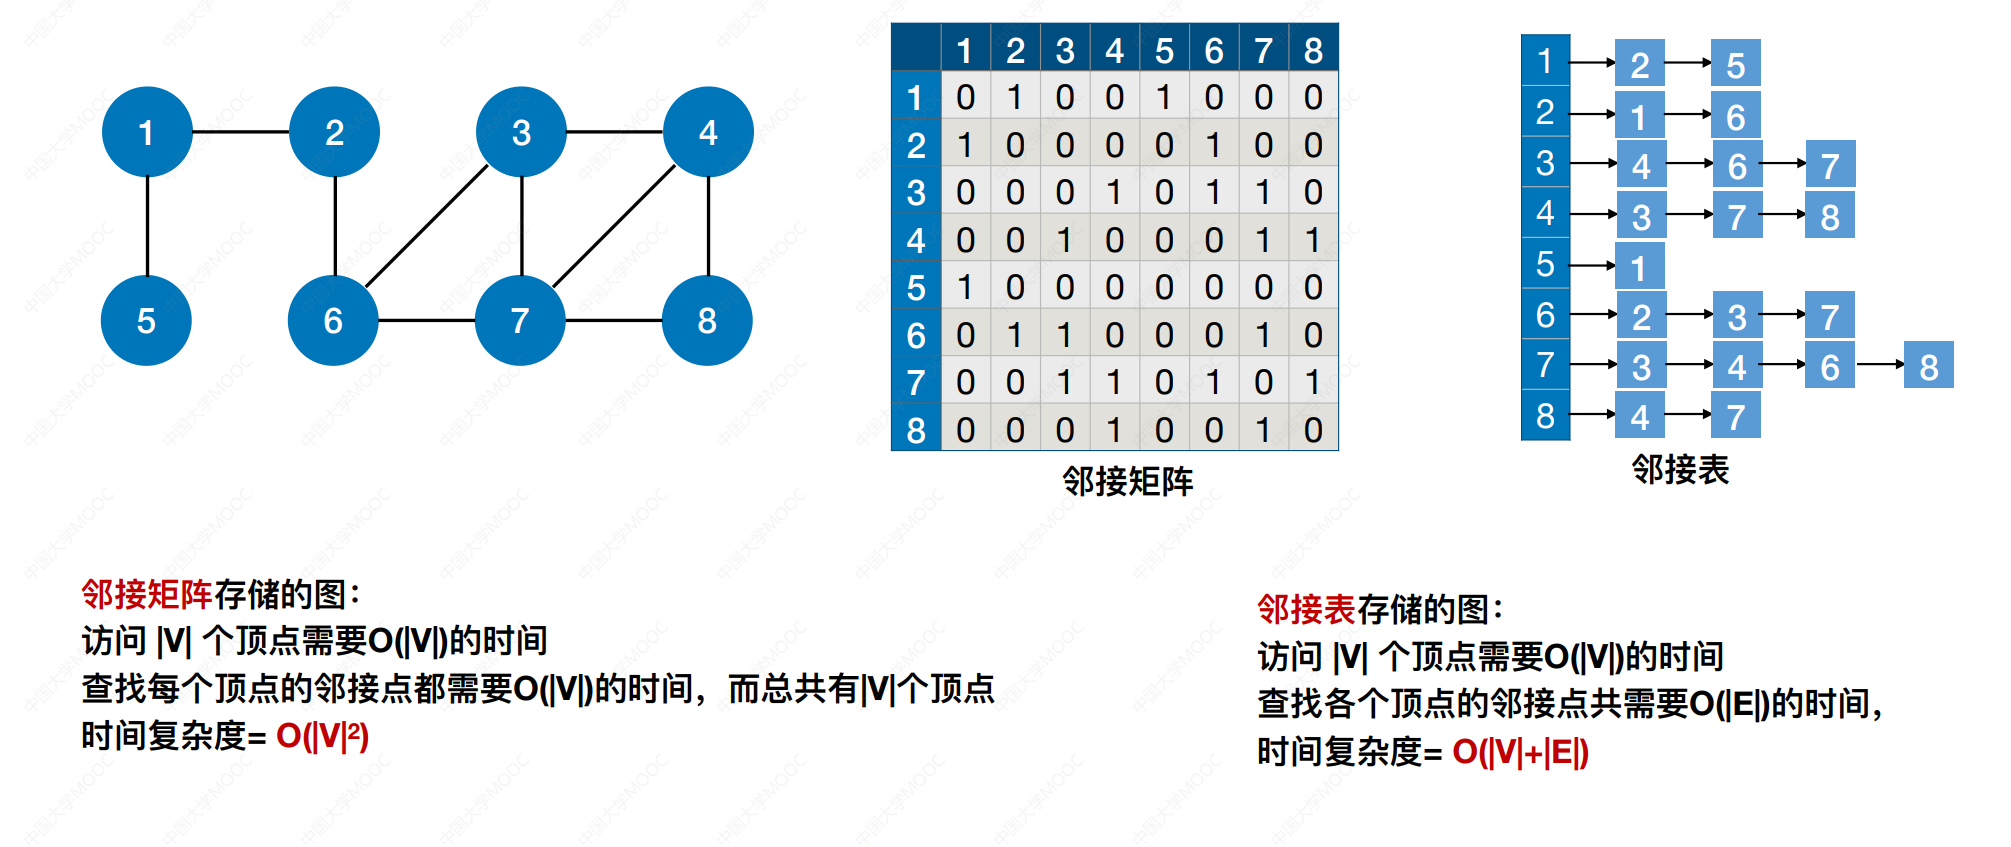 1 2 3 4
5 6 7 8
1 2 3 4 5 6 7 8
1 0 1 0 0 1 0 0 0
2 1 0 0 0 0 1 0 0
3 0 0 0 1 0 1 1 0
4 0 0 1 0 0 0 1 1
5 1 0 0 0 0 0 0 0
6 0 1 1 0 0 0 1 0
7 0 0 1 1 0 1 0 1
8 0 0 0 1 0 0 1 0
邻接矩阵
1 2 5
2 1 6
3 4 6 7
4 3 7 8
5 1
6 2 3 7
7 3 4 6 8
8 4 7
邻接表
邻接矩阵存储的图：
访问 |V| 个顶点需要O(|V|)的时间
查找每个顶点的邻接点都需要O(|V|)的时间，而总共有|V|个顶点
时间复杂度= O(|V|²)
邻接表存储的图：
访问 |V| 个顶点需要O(|V|)的时间
查找各个顶点的邻接点共需要O(|E|)的时间，
时间复杂度= O(|V|+|E|)
中国大学MOOC